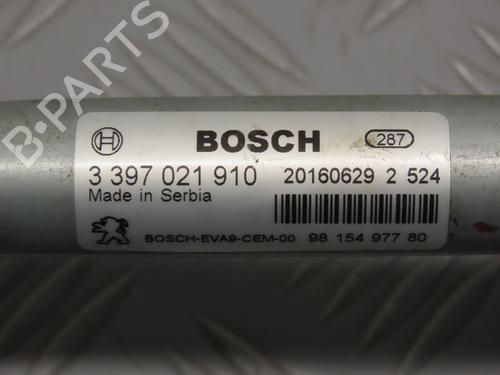 B-PARTS
BOSCH
287
3 397 021 910
20160629 2 524
Made in Serbia
BOSCH-EVA9-CEM-00
98 154 977 80